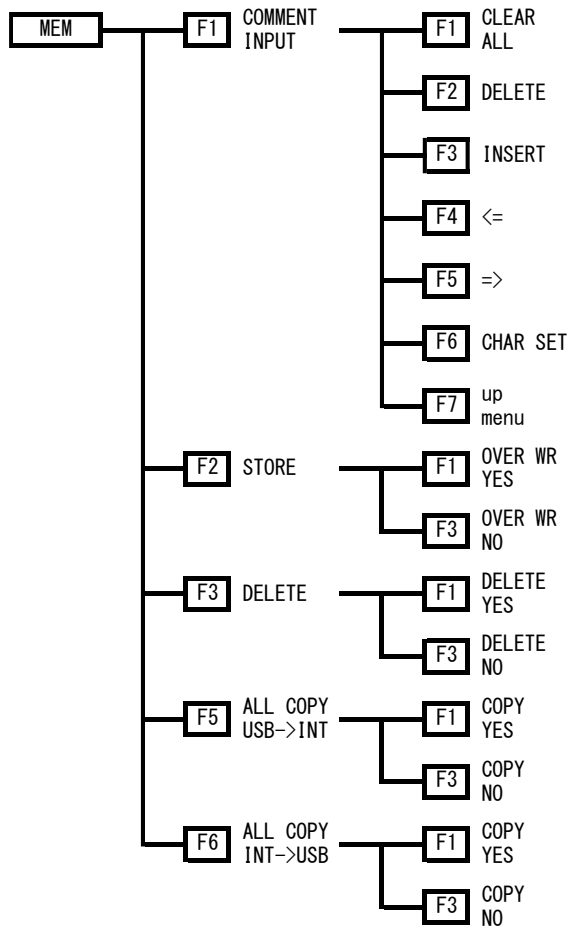 MEM
F1 COMMENT
INPUT
F1 CLEAR
ALL
F2 DELETE
F3 INSERT
F4 <=
F5 =>
F6 CHAR SET
F7 up
menu
F2 STORE
F1 OVER WR
YES
F3 OVER WR
NO
F3 DELETE
F1 DELETE
YES
F3 DELETE
NO
F5 ALL COPY
USB->INT
F1 COPY
YES
F3 COPY
NO
F6 ALL COPY
INT->USB
F1 COPY
YES
F3 COPY
NO